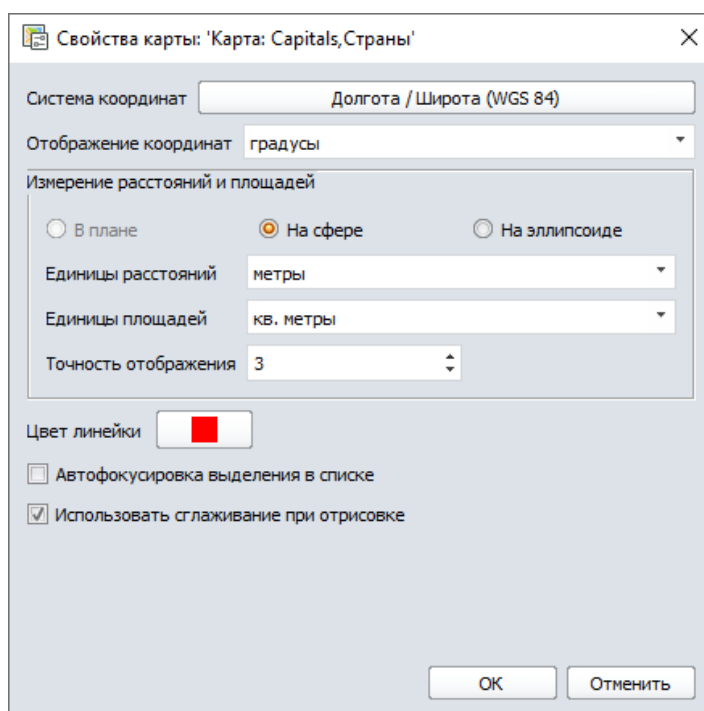 Свойства карты: 'Карта: Capitals,Страны'
Система координат Долгота / Широта (WGS 84)
Отображение координат градусы
Измерение расстояний и площадей
В плане На сфере На эллипсоиде
Единицы расстояний метры
Единицы площадей кв. метры
Точность отображения 3
Цвет линейки
Автофокусировка выделения в списке
Использовать сглаживание при отрисовке
ОК Отменить